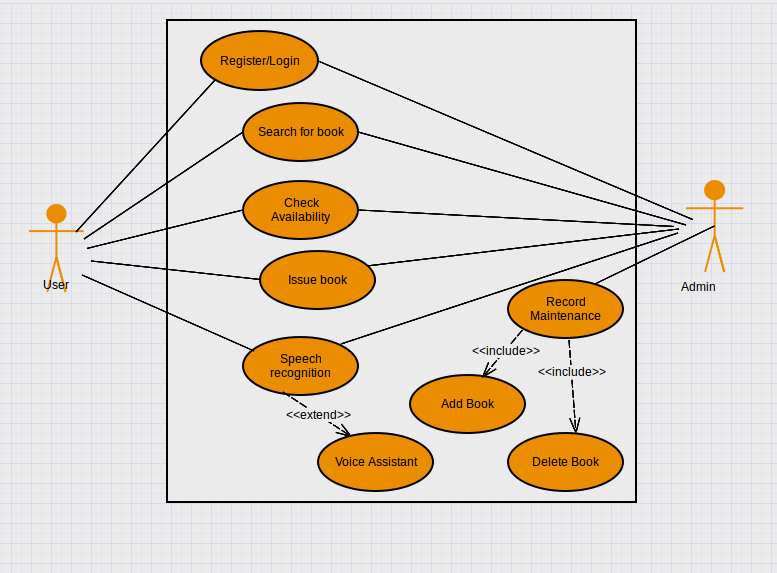 Register/Login
Search for book
Check
Availability
User
Issue book
Admin
Record
Maintenance
<<include>>
Speech
recognition
<<include>>
Add Book
<<extend>>
Voice Assistant
Delete Book